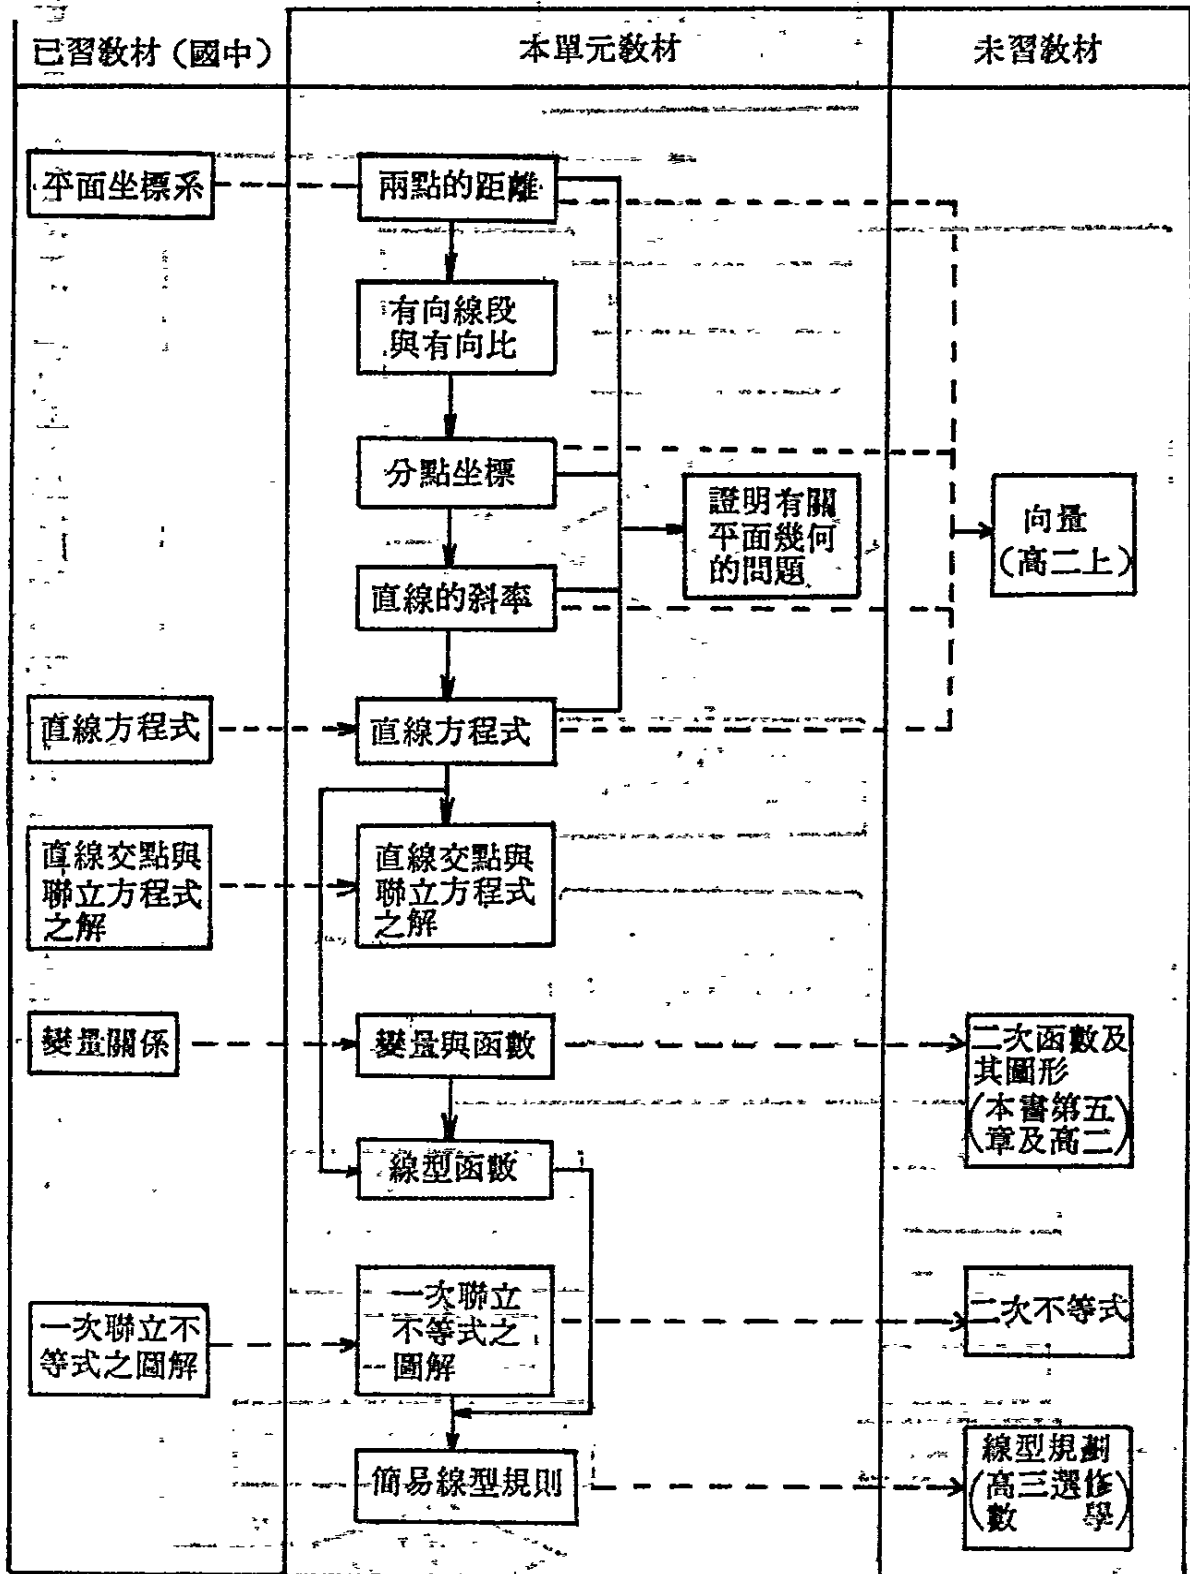 已習教材（國中）
本單元教材
未習教材
平面坐標系
兩點的距離
有向線段
與有向比
分點坐標
證明有關
平面幾何
的問題
向量
（高二上）
直線的斜率
直線方程式
直線方程式
直線交點與
聯立方程式
之解
直線交點與
聯立方程式
之解
變量關係
變量與函數
二次函數及
其圖形
（本書第五
章及高二）
線型函數
一次聯立不
等式之圖解
一次聯立
不等式之
圖解
二次不等式
簡易線型規則
線型規劃
（高三選修
數學）